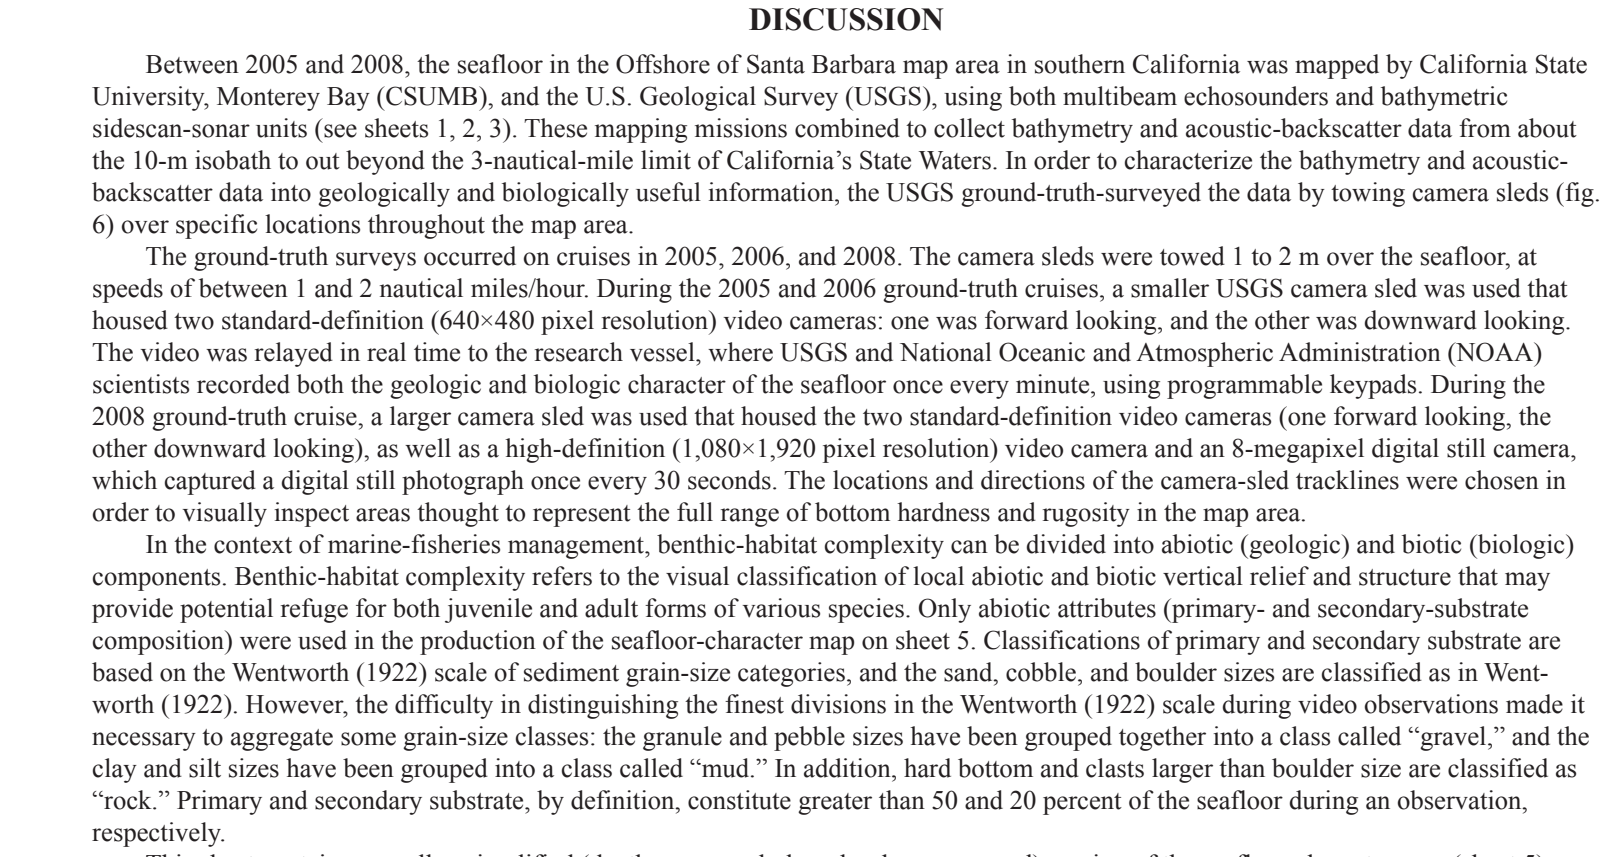 DISCUSSION
Between 2005 and 2008, the seafloor in the Offshore of Santa Barbara map area in southern California was mapped by California State
University, Monterey Bay (CSUMB), and the U.S. Geological Survey (USGS), using both multibeam echosounders and bathymetric
sidescan-sonar units (see sheets 1, 2, 3). These mapping missions combined to collect bathymetry and acoustic-backscatter data from about
the 10-m isobath to out beyond the 3-nautical-mile limit of California’s State Waters. In order to characterize the bathymetry and acoustic-
backscatter data into geologically and biologically useful information, the USGS ground-truth-surveyed the data by towing camera sleds (fig.
6) over specific locations throughout the map area.
The ground-truth surveys occurred on cruises in 2005, 2006, and 2008. The camera sleds were towed 1 to 2 m over the seafloor, at
speeds of between 1 and 2 nautical miles/hour. During the 2005 and 2006 ground-truth cruises, a smaller USGS camera sled was used that
housed two standard-definition (640×480 pixel resolution) video cameras: one was forward looking, and the other was downward looking.
The video was relayed in real time to the research vessel, where USGS and National Oceanic and Atmospheric Administration (NOAA)
scientists recorded both the geologic and biologic character of the seafloor once every minute, using programmable keypads. During the
2008 ground-truth cruise, a larger camera sled was used that housed the two standard-definition video cameras (one forward looking, the
other downward looking), as well as a high-definition (1,080×1,920 pixel resolution) video camera and an 8-megapixel digital still camera,
which captured a digital still photograph once every 30 seconds. The locations and directions of the camera-sled tracklines were chosen in
order to visually inspect areas thought to represent the full range of bottom hardness and rugosity in the map area.
In the context of marine-fisheries management, benthic-habitat complexity can be divided into abiotic (geologic) and biotic (biologic)
components. Benthic-habitat complexity refers to the visual classification of local abiotic and biotic vertical relief and structure that may
provide potential refuge for both juvenile and adult forms of various species. Only abiotic attributes (primary- and secondary-substrate
composition) were used in the production of the seafloor-character map on sheet 5. Classifications of primary and secondary substrate are
based on the Wentworth (1922) scale of sediment grain-size categories, and the sand, cobble, and boulder sizes are classified as in Went-
worth (1922). However, the difficulty in distinguishing the finest divisions in the Wentworth (1922) scale during video observations made it
necessary to aggregate some grain-size classes: the granule and pebble sizes have been grouped together into a class called “gravel,” and the
clay and silt sizes have been grouped into a class called “mud.” In addition, hard bottom and clasts larger than boulder size are classified as
“rock.” Primary and secondary substrate, by definition, constitute greater than 50 and 20 percent of the seafloor during an observation,
respectively.